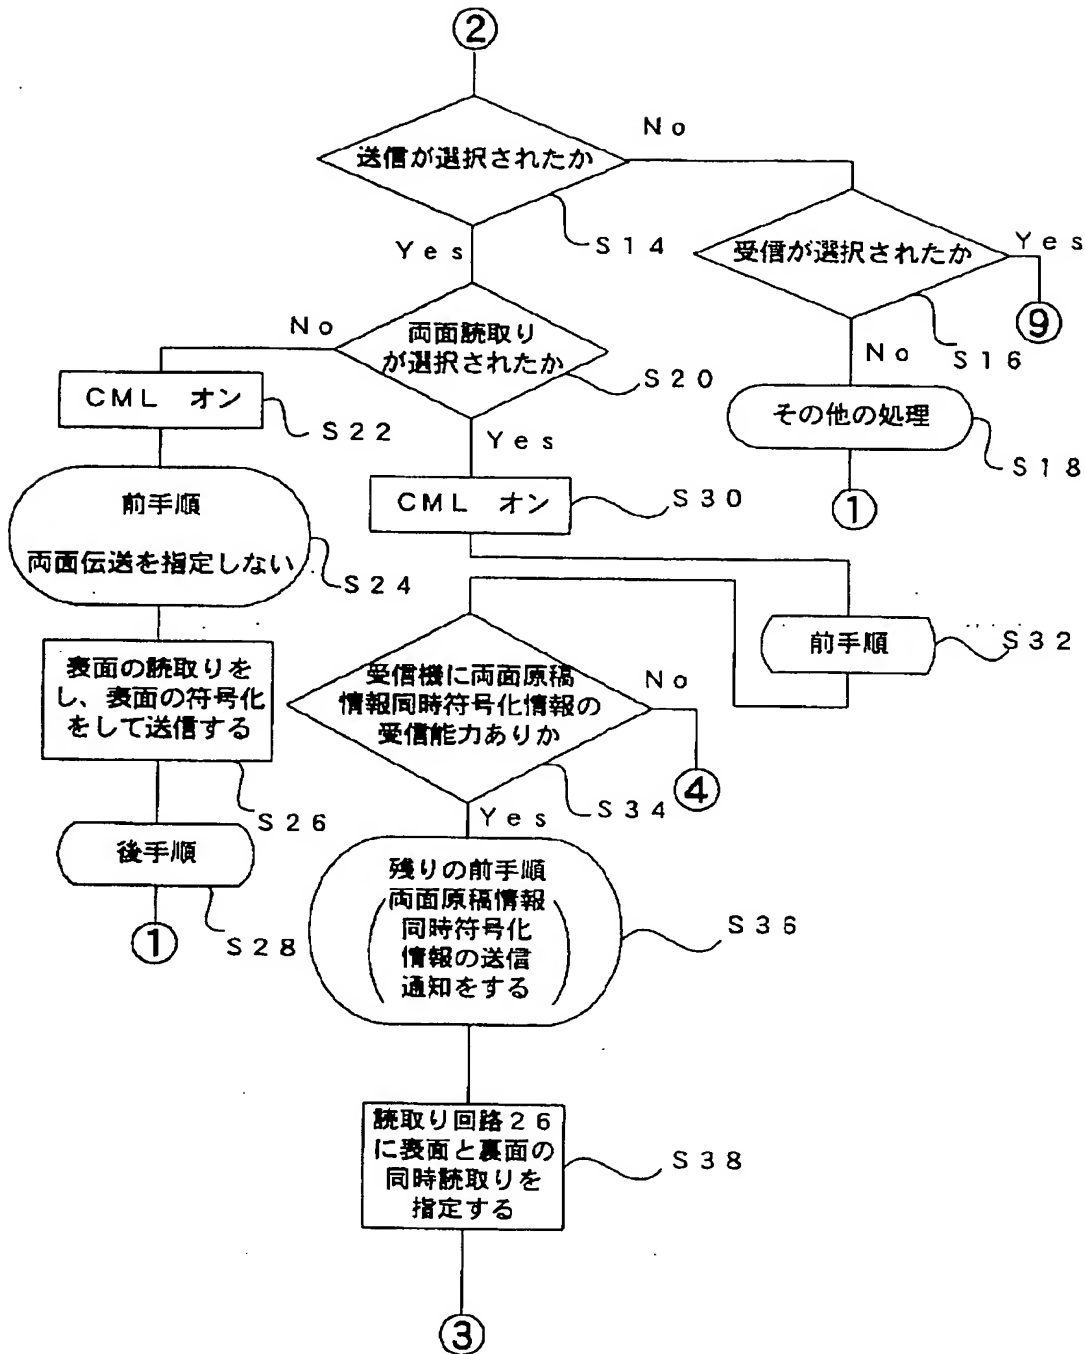 ②
送信が選択されたか
No
S14
Yes
受信が選択されたか
Yes
⑨
S16
No
その他の処理
S18
①
両面読取り
が選択されたか
No
S20
Yes
CML オン
S22
前手順
両面伝送を指定しない
S24
表面の読取りを
し、表面の符号化
をして送信する
S26
後手順
S28
①
CML オン
S30
前手順
S32
受信機に両面原稿
情報同時符号化情報の
受信能力ありか
No
④
S34
Yes
残りの前手順
両面原稿情報
同時符号化
情報の送信
通知をする
S36
読取り回路26
に表面と裏面の
同時読取りを
指定する
S38
③